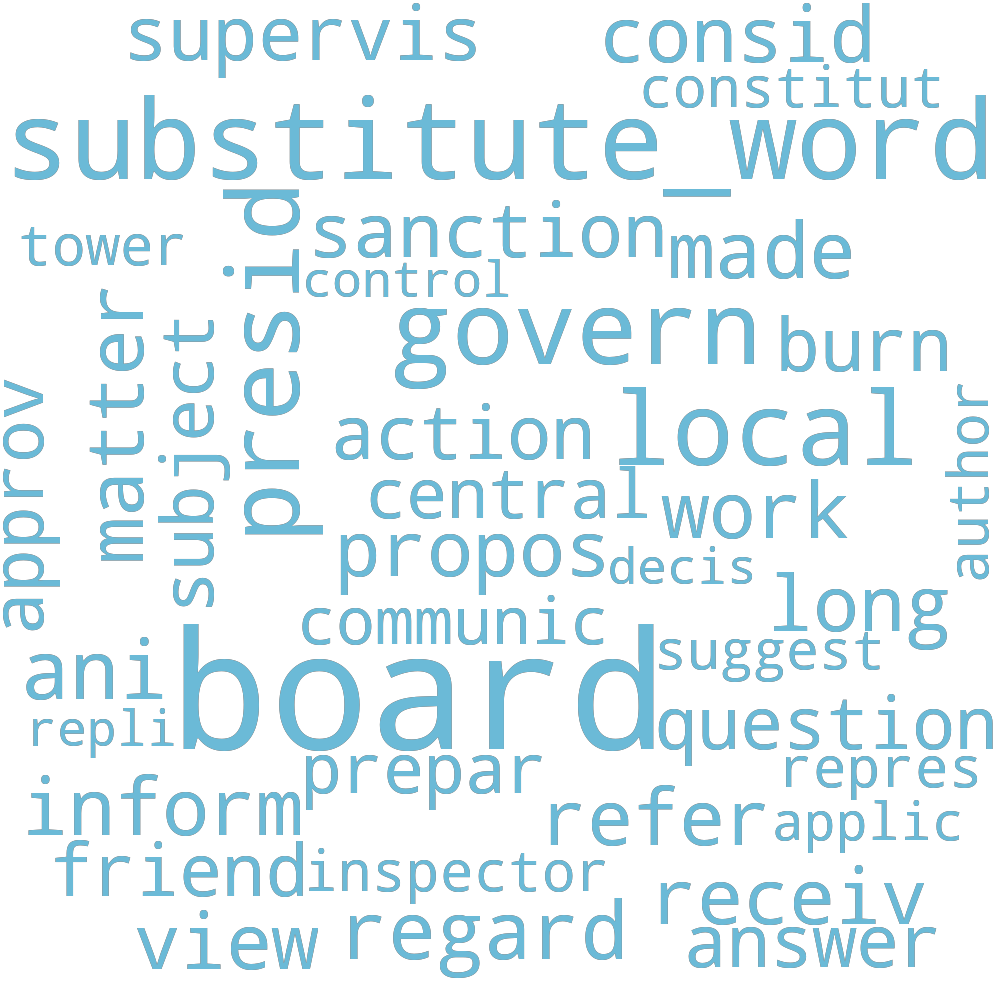 supervis
consid
constitut
substitute_word
presid
sanction
made
tower
control
govern
burn
matter
subject
approv
local
author
action
central
work
propos
decis
long
communic
board
suggest
ani
repli
question
prepar
repres
inform
refer
applic
friend
inspector
receiv
view
regard
answer